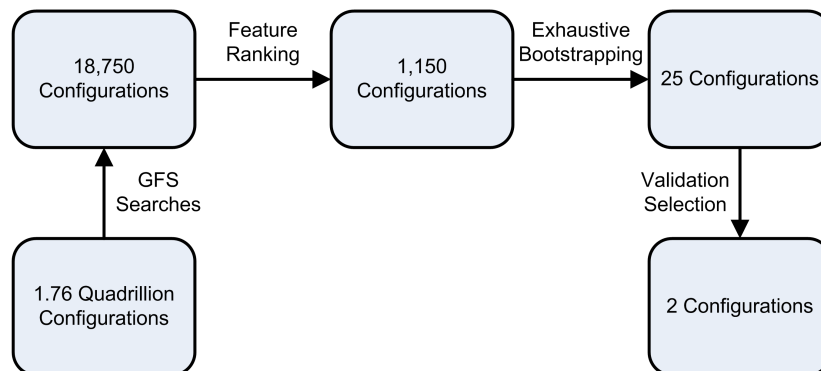 18,750
Configurations
Feature
Ranking
1,150
Configurations
Exhaustive
Bootstrapping
25 Configurations
GFS
Searches
Validation
Selection
1.76 Quadrillion
Configurations
2 Configurations